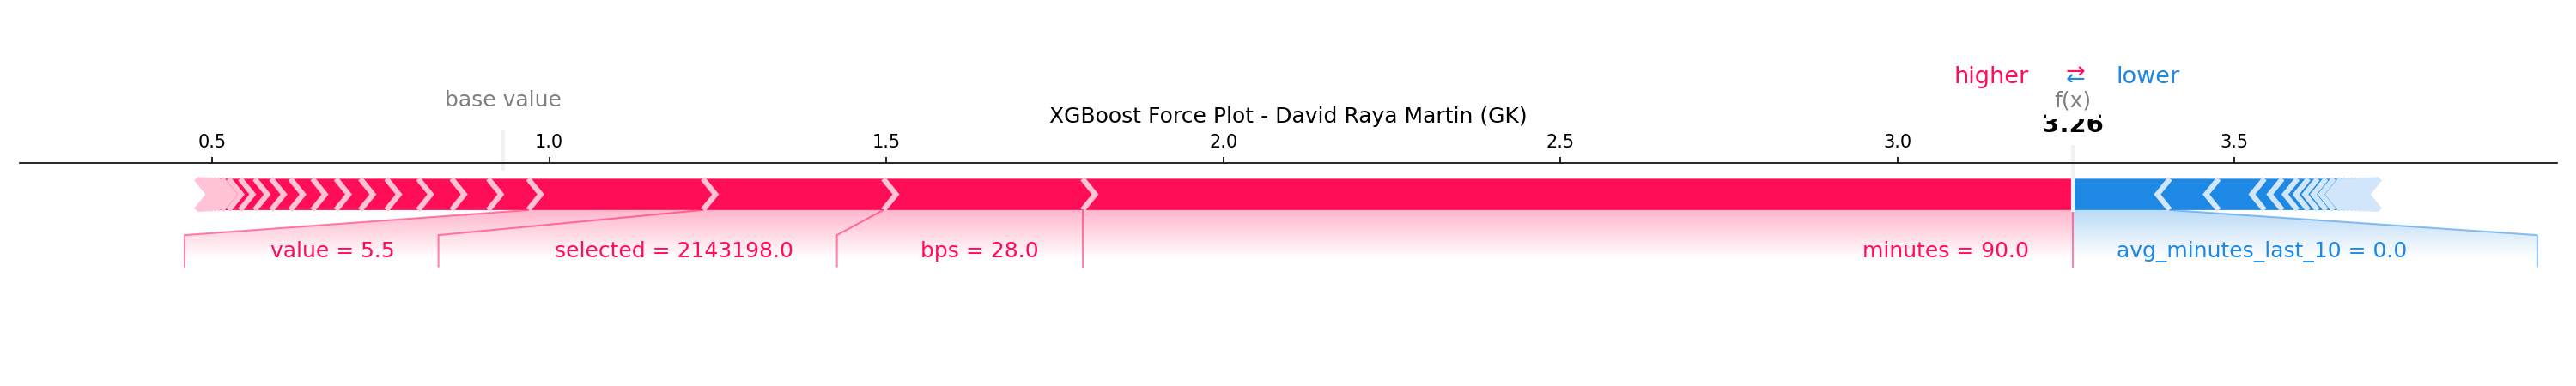 higher ⇄ lower
base value
f(x)
XGBoost Force Plot - David Raya Martin (GK)
3.26
0.5 1.0 1.5 2.0 2.5 3.0 3.5
value = 5.5 selected = 2143198.0 bps = 28.0 minutes = 90.0 avg_minutes_last_10 = 0.0